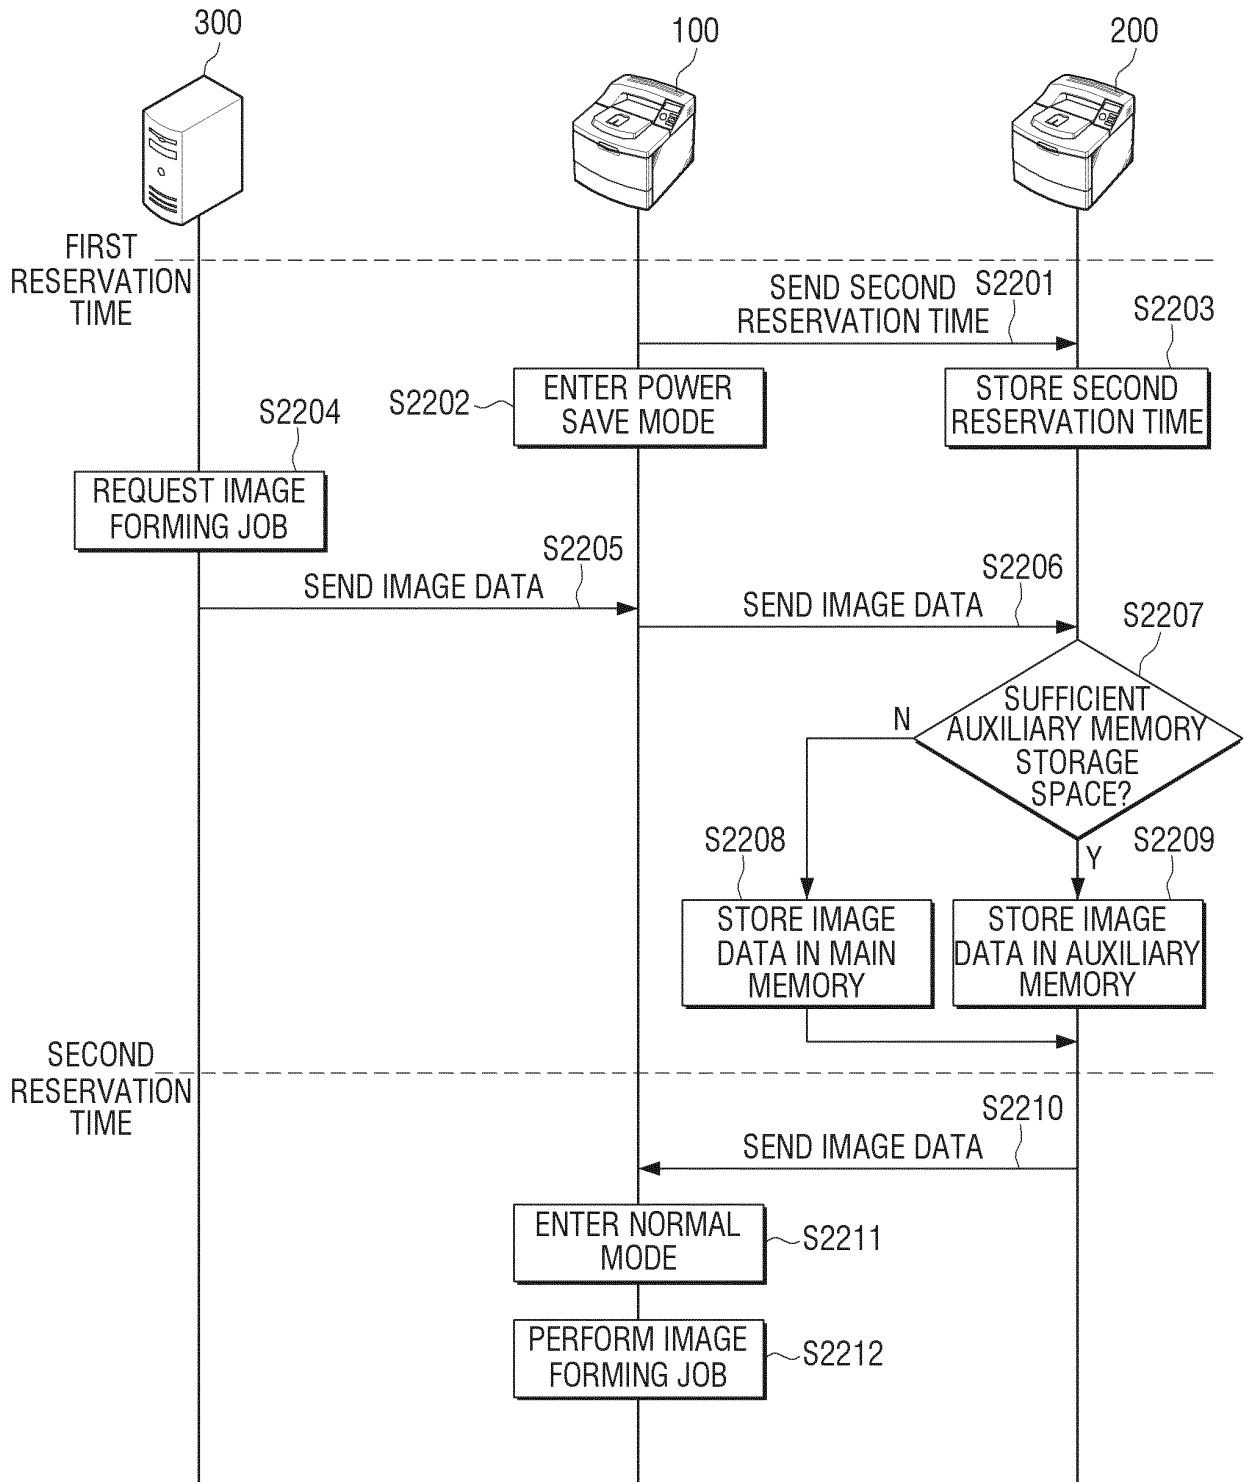 300
100
200
FIRST
RESERVATION
TIME
SEND SECOND
RESERVATION TIME
S2201
S2203
S2202
ENTER POWER
SAVE MODE
STORE SECOND
RESERVATION TIME
S2204
REQUEST IMAGE
FORMING JOB
S2205
SEND IMAGE DATA
S2206
SEND IMAGE DATA
S2207
SUFFICIENT
AUXILIARY MEMORY
STORAGE
SPACE?
N
Y
S2208
STORE IMAGE
DATA IN MAIN
MEMORY
S2209
STORE IMAGE
DATA IN AUXILIARY
MEMORY
SECOND
RESERVATION
TIME
S2210
SEND IMAGE DATA
ENTER NORMAL
MODE
S2211
PERFORM IMAGE
FORMING JOB
S2212